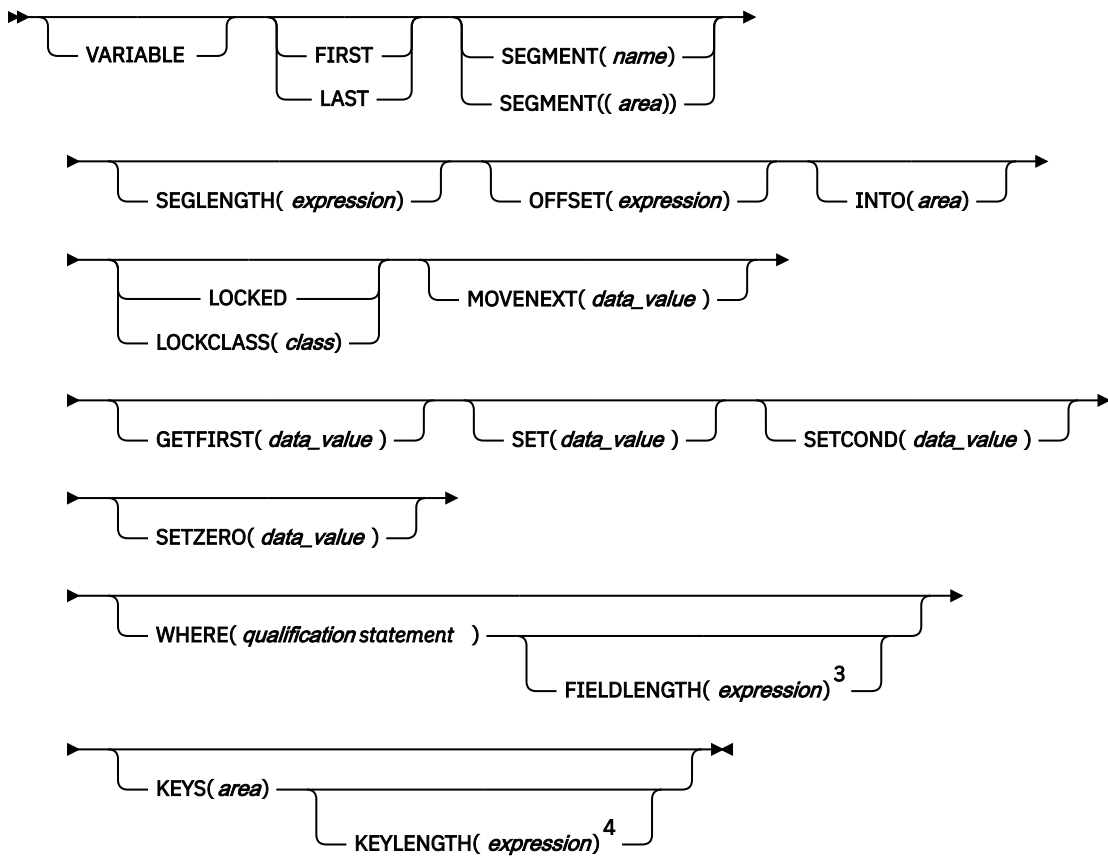 VARIABLE FIRST SEGMENT( name)
LAST SEGMENT(( area))
SEGLENGTH( expression) OFFSET( expression) INTO( area)
LOCKED MOVENEXT( data_value )
LOCKCLASS( class)
GETFIRST( data_value ) SET( data_value ) SETCOND( data_value )
SETZERO( data_value )
WHERE( qualification statement )
FIELDLENGTH( expression) 3
KEYS( area)
KEYLENGTH( expression) 4